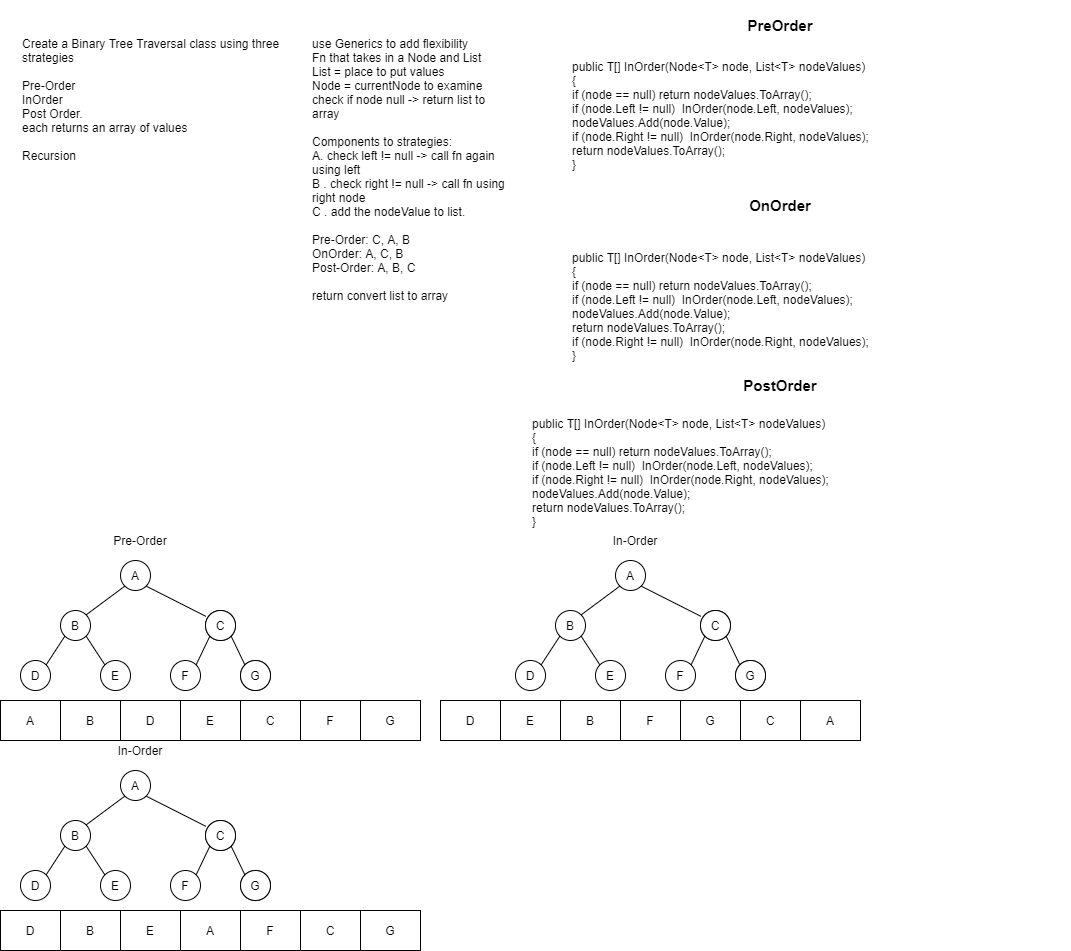 Create a Binary Tree Traversal class using three
strategies
Pre-Order
InOrder
Post Order.
each returns an array of values
Recursion
use Generics to add flexibility
Fn that takes in a Node and List
List = place to put values
Node = currentNode to examine
check if node null -> return list to
array
Components to strategies:
A. check left != null -> call fn again
using left
B . check right != null -> call fn using
right node
C . add the nodeValue to list.
Pre-Order: C, A, B
OnOrder: A, C, B
Post-Order: A, B, C
return convert list to array
PreOrder
public T[] InOrder(Node<T> node, List<T> nodeValues)
{
if (node == null) return nodeValues.ToArray();
if (node.Left != null)  InOrder(node.Left, nodeValues);
nodeValues.Add(node.Value);
if (node.Right != null)  InOrder(node.Right, nodeValues);
return nodeValues.ToArray();
}
OnOrder
public T[] InOrder(Node<T> node, List<T> nodeValues)
{
if (node == null) return nodeValues.ToArray();
if (node.Left != null)  InOrder(node.Left, nodeValues);
nodeValues.Add(node.Value);
return nodeValues.ToArray();
if (node.Right != null)  InOrder(node.Right, nodeValues);
}
PostOrder
public T[] InOrder(Node<T> node, List<T> nodeValues)
{
if (node == null) return nodeValues.ToArray();
if (node.Left != null)  InOrder(node.Left, nodeValues);
if (node.Right != null)  InOrder(node.Right, nodeValues);
nodeValues.Add(node.Value);
return nodeValues.ToArray();
}
Pre-Order
A
B C
D E F G
A B D E C F G
In-Order
A
B C
D E F G
D E B F G C A
In-Order
A
B C
D E F G
D B E A F C G